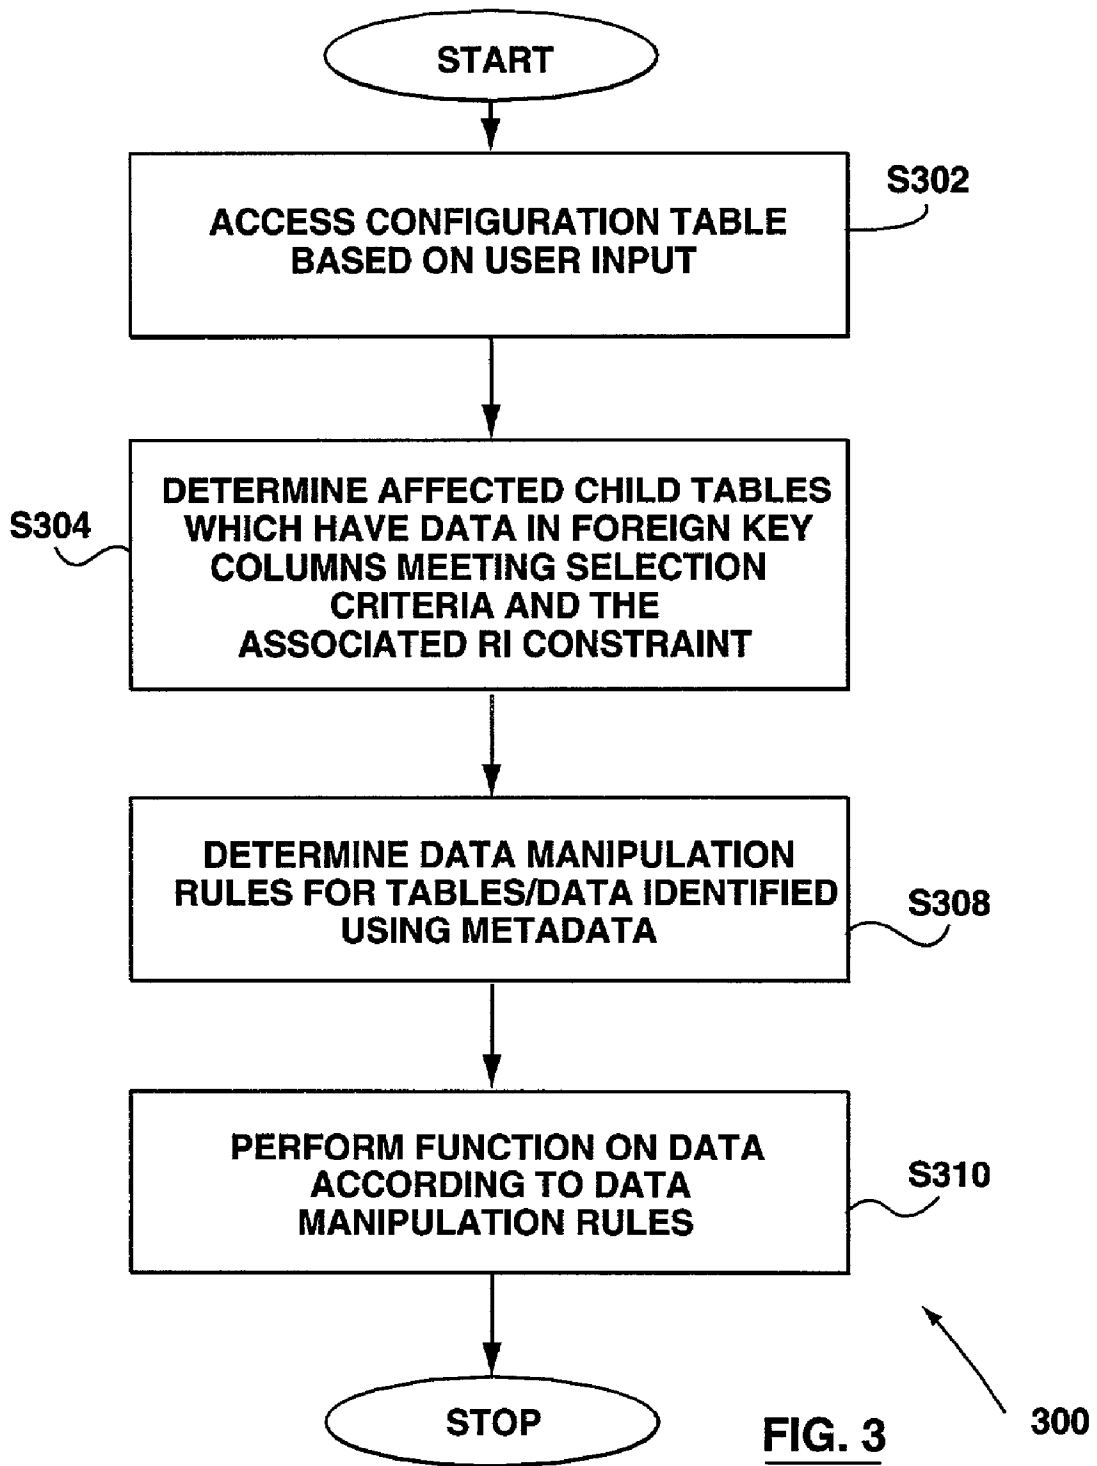 START
S302
ACCESS CONFIGURATION TABLE
BASED ON USER INPUT
S304
DETERMINE AFFECTED CHILD TABLES
WHICH HAVE DATA IN FOREIGN KEY
COLUMNS MEETING SELECTION
CRITERIA AND THE
ASSOCIATED RI CONSTRAINT
DETERMINE DATA MANIPULATION
RULES FOR TABLES/DATA IDENTIFIED
USING METADATA
S308
PERFORM FUNCTION ON DATA
ACCORDING TO DATA
MANIPULATION RULES
S310
STOP
FIG. 3
300